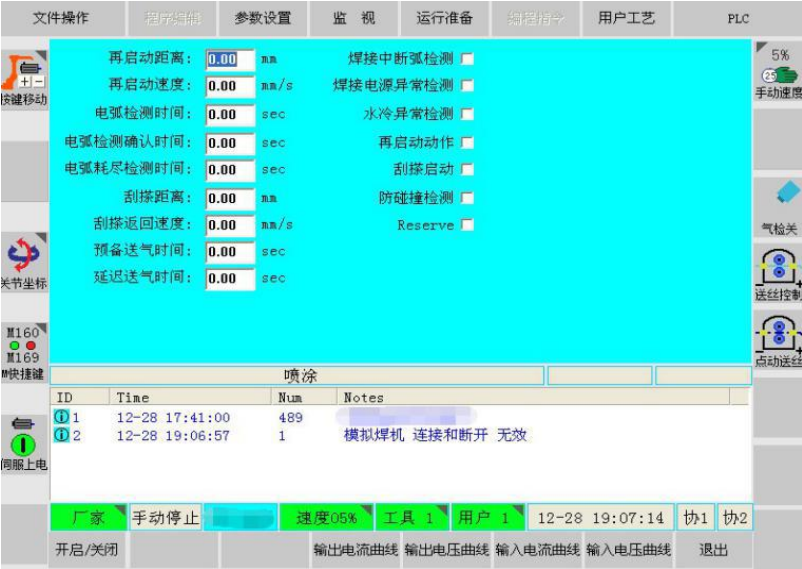 文件操作 程序编辑 参数设置 监 视 运行准备 编程指令 用户工艺 PLC
再启动距离: 0.00 mm 焊接中断弧检测
再启动速度: 0.00 mm/s 焊接电源异常检测
电弧检测时间: 0.00 sec 水冷异常检测
电弧检测确认时间: 0.00 sec 再启动动作
电弧耗尽检测时间: 0.00 sec 刮搽启动
刮搽距离: 0.00 mm 防碰撞检测
刮搽返回速度: 0.00 mm/s Reserve
预备送气时间: 0.00 sec
延迟送气时间: 0.00 sec
按键移动
关节坐标
M160
M169
M快捷键
伺服上电
5%
25
手动速度
气检关
送丝控制
点动送丝
喷涂
ID Time Num Notes
1 12-28 17:41:00 489
2 12-28 19:06:57 1 模拟焊机 连接和断开 无效
厂家 手动停止 速度05% 工具 1 用户 1 12-28 19:07:14 协1 协2
开启/关闭 输出电流曲线 输出电压曲线 输入电流曲线 输入电压曲线 退出